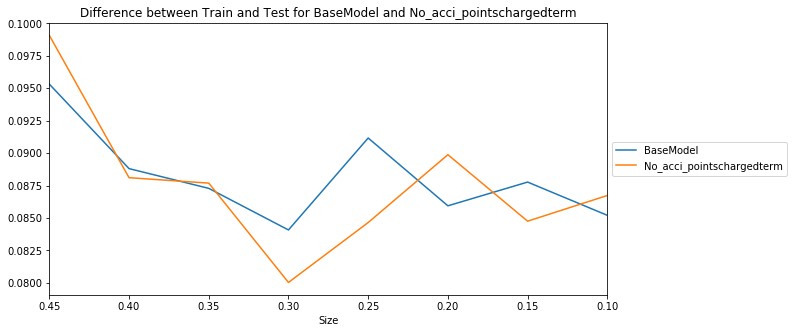 Difference between Train and Test for BaseModel and No_acci_pointschargedterm
0.1000
0.0975
0.0950
0.0925
0.0900
0.0875
0.0850
0.0825
0.0800
0.45 0.40 0.35 0.30 0.25 0.20 0.15 0.10
Size
BaseModel
No_acci_pointschargedterm